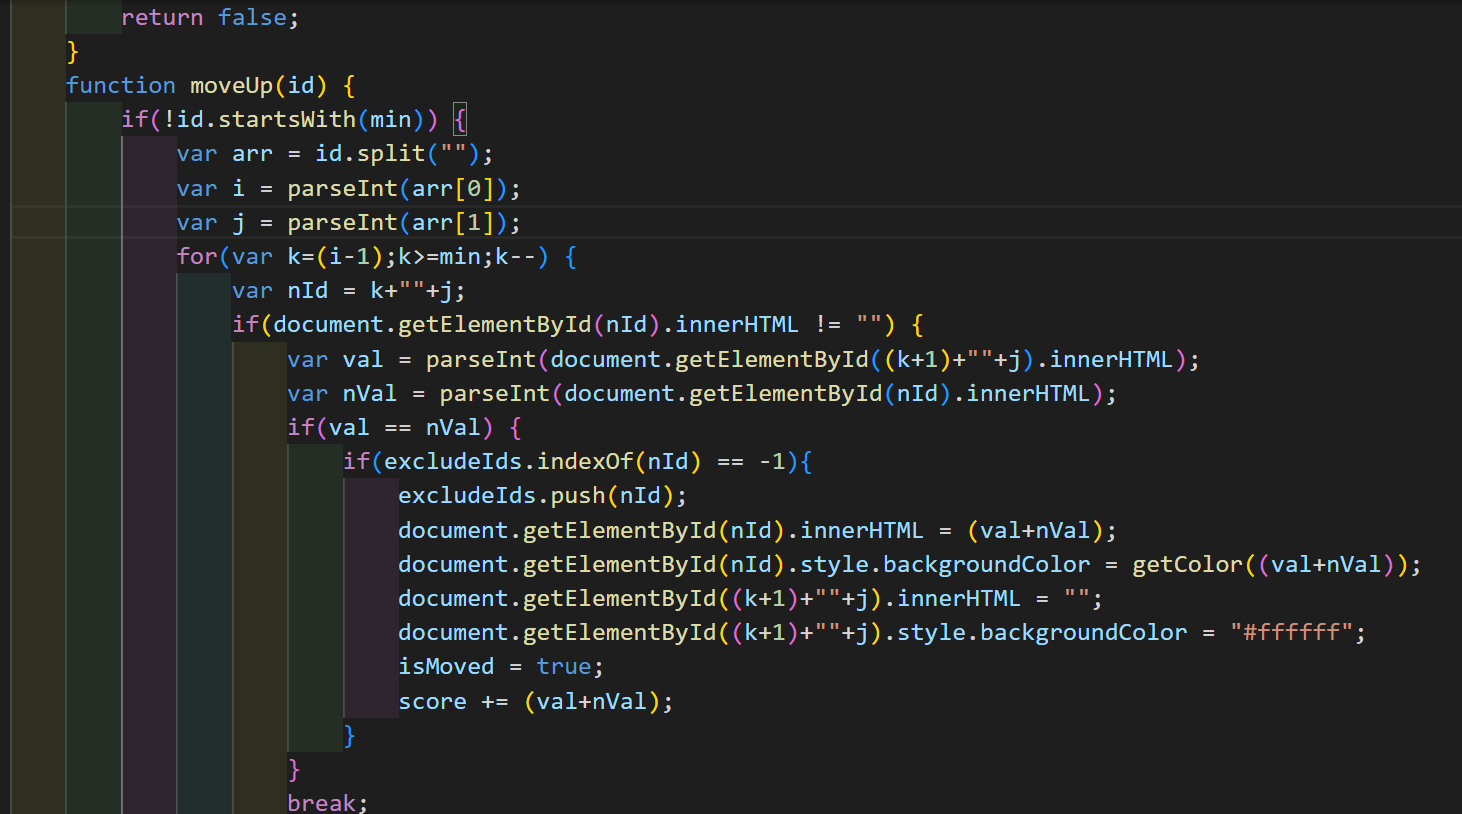 return false;
}
function moveUp(id) {
if(!id.startsWith(min)) {
var arr = id.split("");
var i = parseInt(arr[0]);
var j = parseInt(arr[1]);
for(var k=(i-1);k>=min;k--) {
var nId = k+""+j;
if(document.getElementById(nId).innerHTML != "") {
var val = parseInt(document.getElementById((k+1)+""+j).innerHTML);
var nVal = parseInt(document.getElementById(nId).innerHTML);
if(val == nVal) {
if(excludeIds.indexOf(nId) == -1){
excludeIds.push(nId);
document.getElementById(nId).innerHTML = (val+nVal);
document.getElementById(nId).style.backgroundColor = getColor((val+nVal));
document.getElementById((k+1)+""+j).innerHTML = "";
document.getElementById((k+1)+""+j).style.backgroundColor = "#ffffff";
isMoved = true;
score += (val+nVal);
}
}
break;